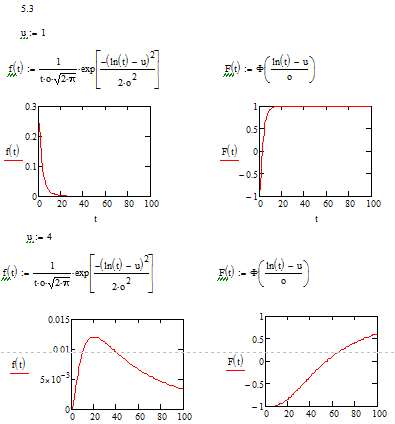 5.3
u := 1
f(t) := 1/(t·o·√(2·π)) · exp[-(ln(t) - u)²/(2·o²)] F(t) := Φ((ln(t) - u)/o)
0.3
0.2
f(t) 0.1
0
0 20 40 60 80 100
t
1
0.5
F(t) 0
-0.5
-1
0 20 40 60 80 100
t
u := 4
f(t) := 1/(t·o·√(2·π)) · exp[-(ln(t) - u)²/(2·o²)] F(t) := Φ((ln(t) - u)/o)
0.015
0.01
f(t)
5×10⁻³
0
0 20 40 60 80 100
1
0.5
F(t) 0
-0.5
-1
0 20 40 60 80 100